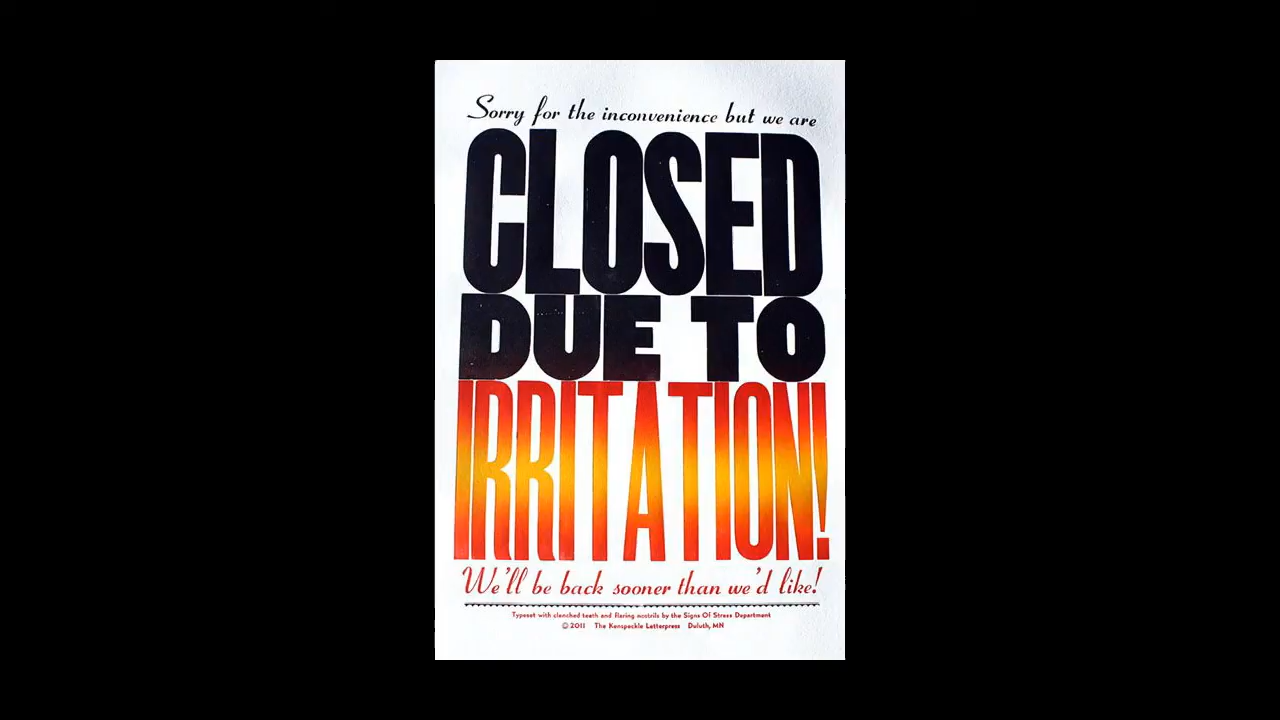 Sorry for the inconvenience but we are
CLOSED
DUE TO
IRRITATION!
We'll be back sooner than we'd like!
Typeset with clenched teeth and flaring nostrils by the Signs Of Stress Department
© 2011 The Kenspeckle Letterpress Duluth, MN